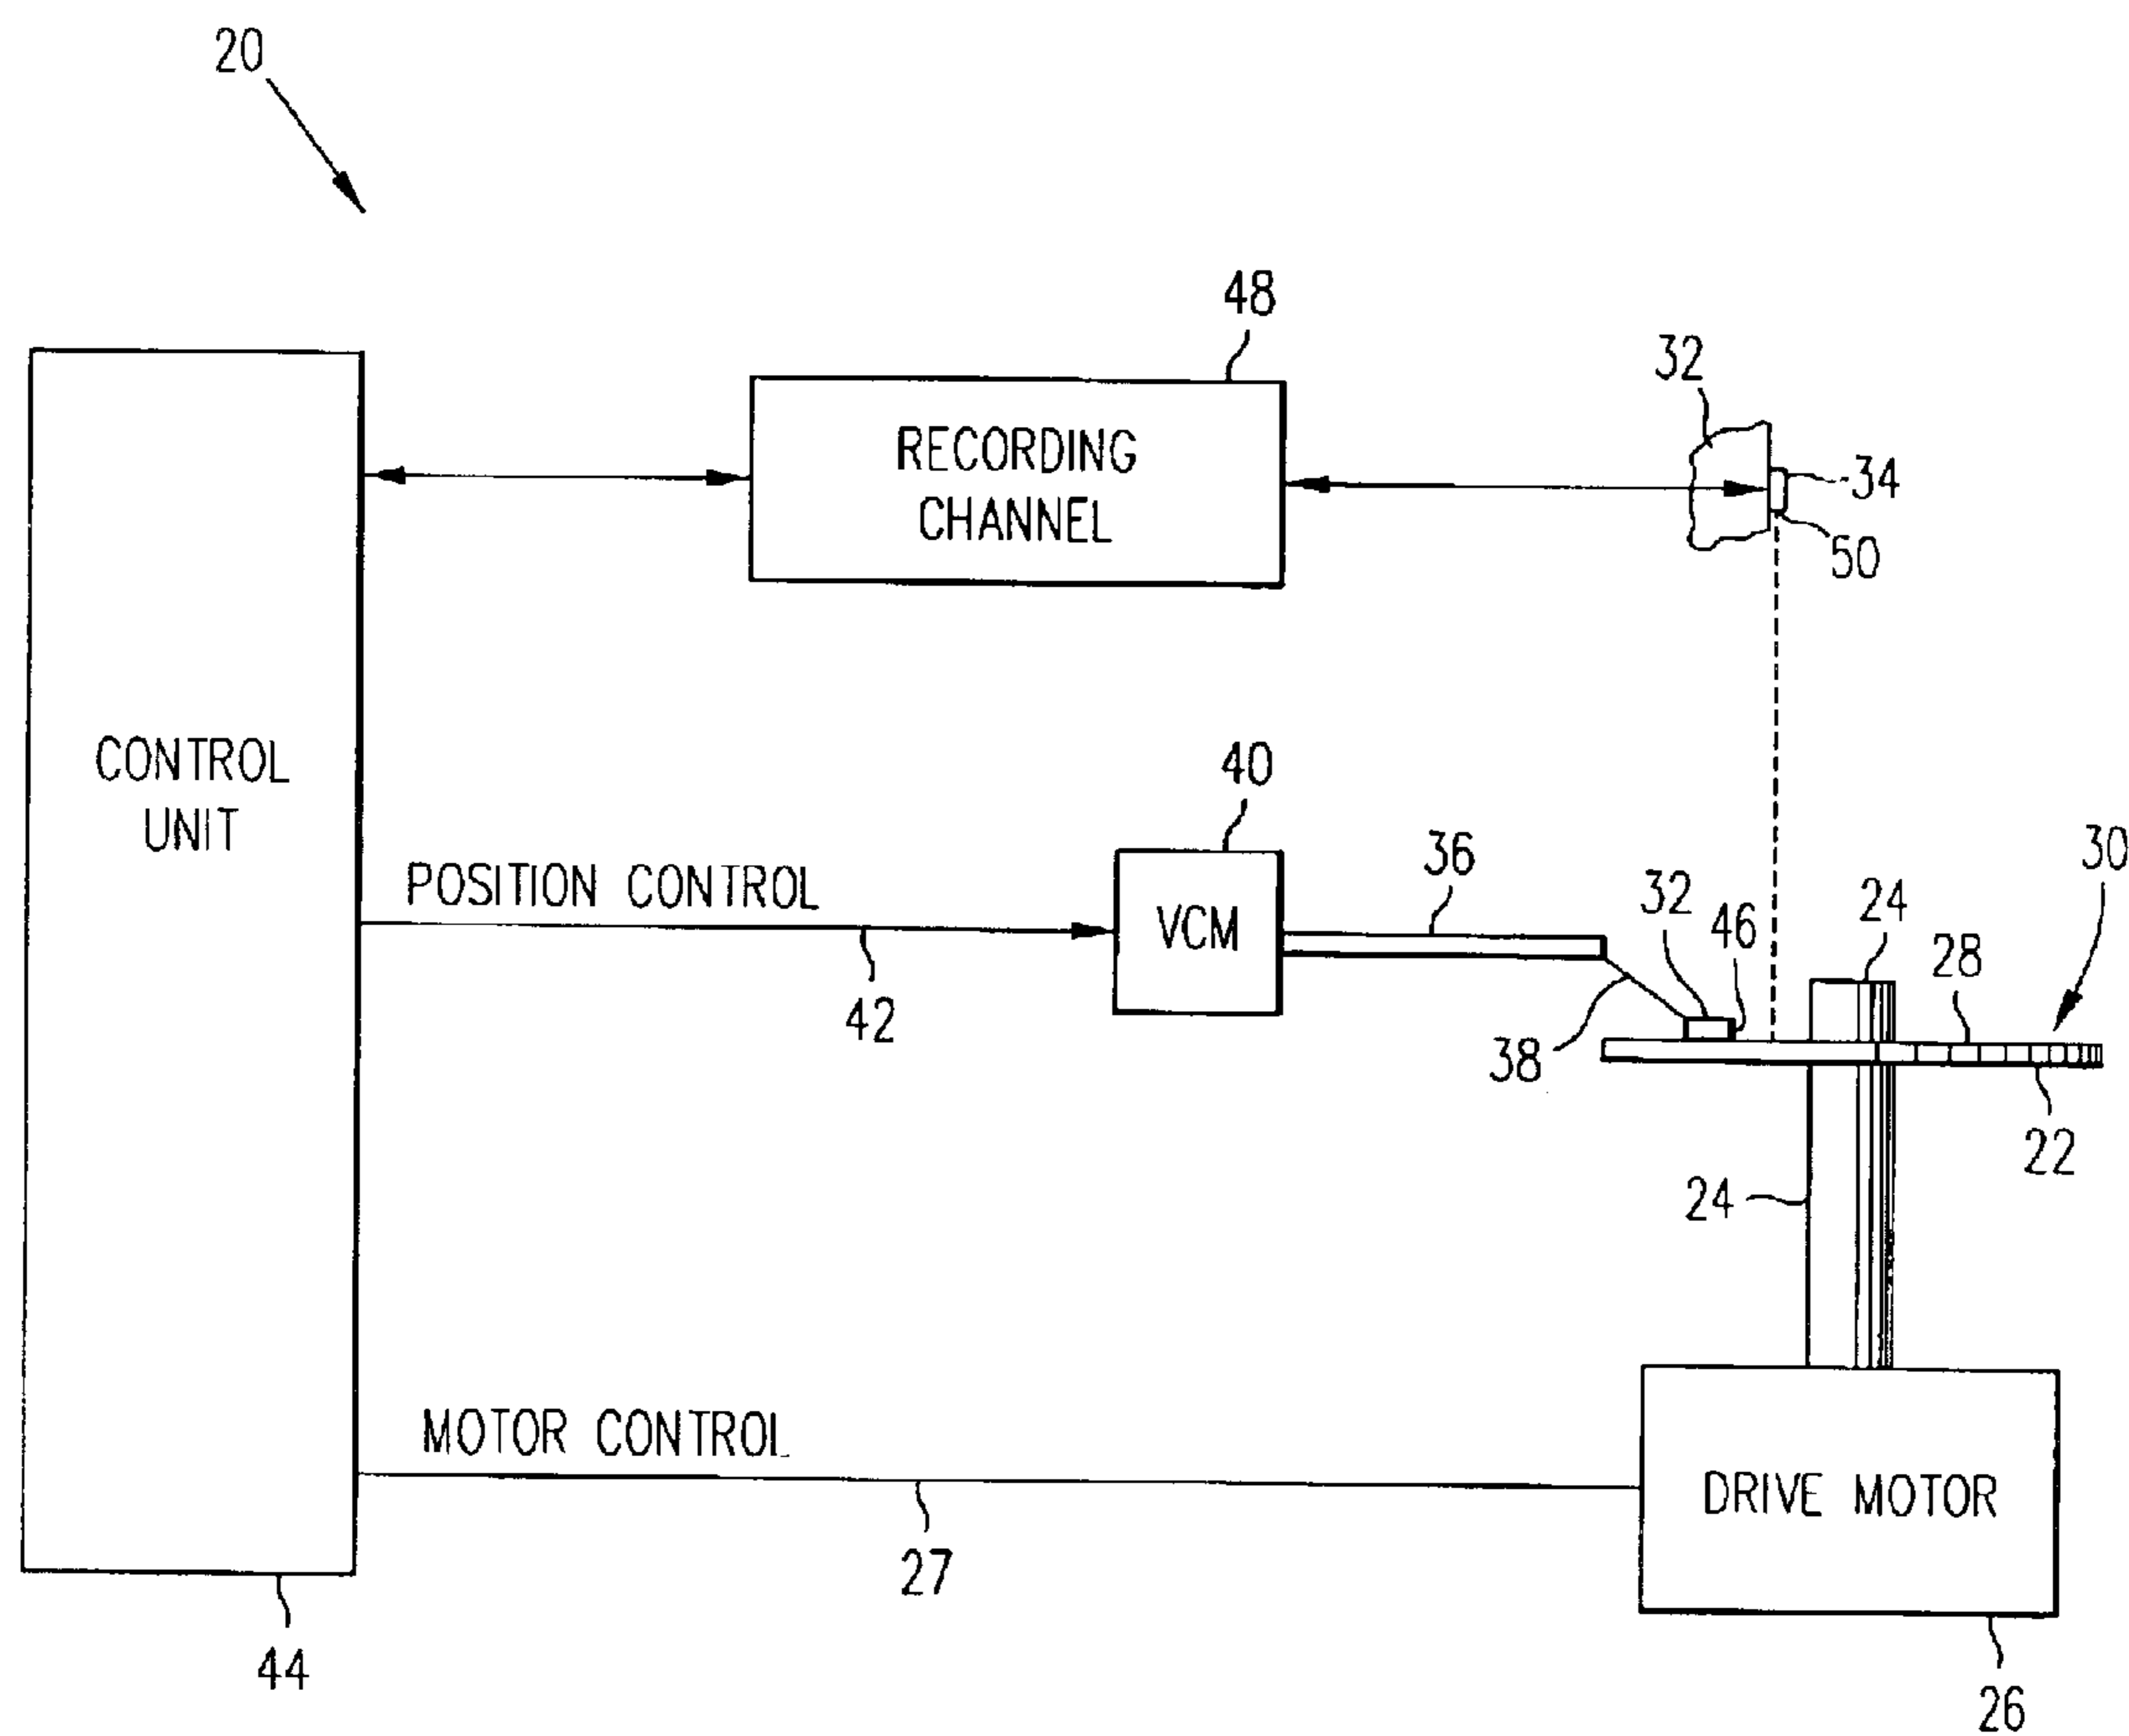 20
48
32
RECORDING
CHANNEL
34
50
CONTROL
UNIT
40
36
30
POSITION CONTROL
32
46
24
28
VCM
42
38
22
24
MOTOR CONTROL
DRIVE MOTOR
27
44
26